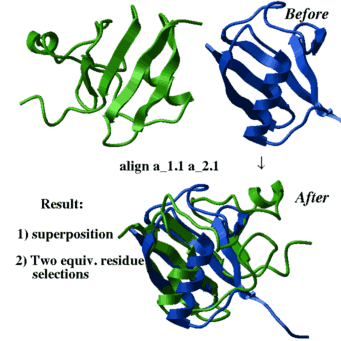 Before
align a_1.1 a_2.1
↓
After
Result:
1) superposition
2) Two equiv. residue
selections